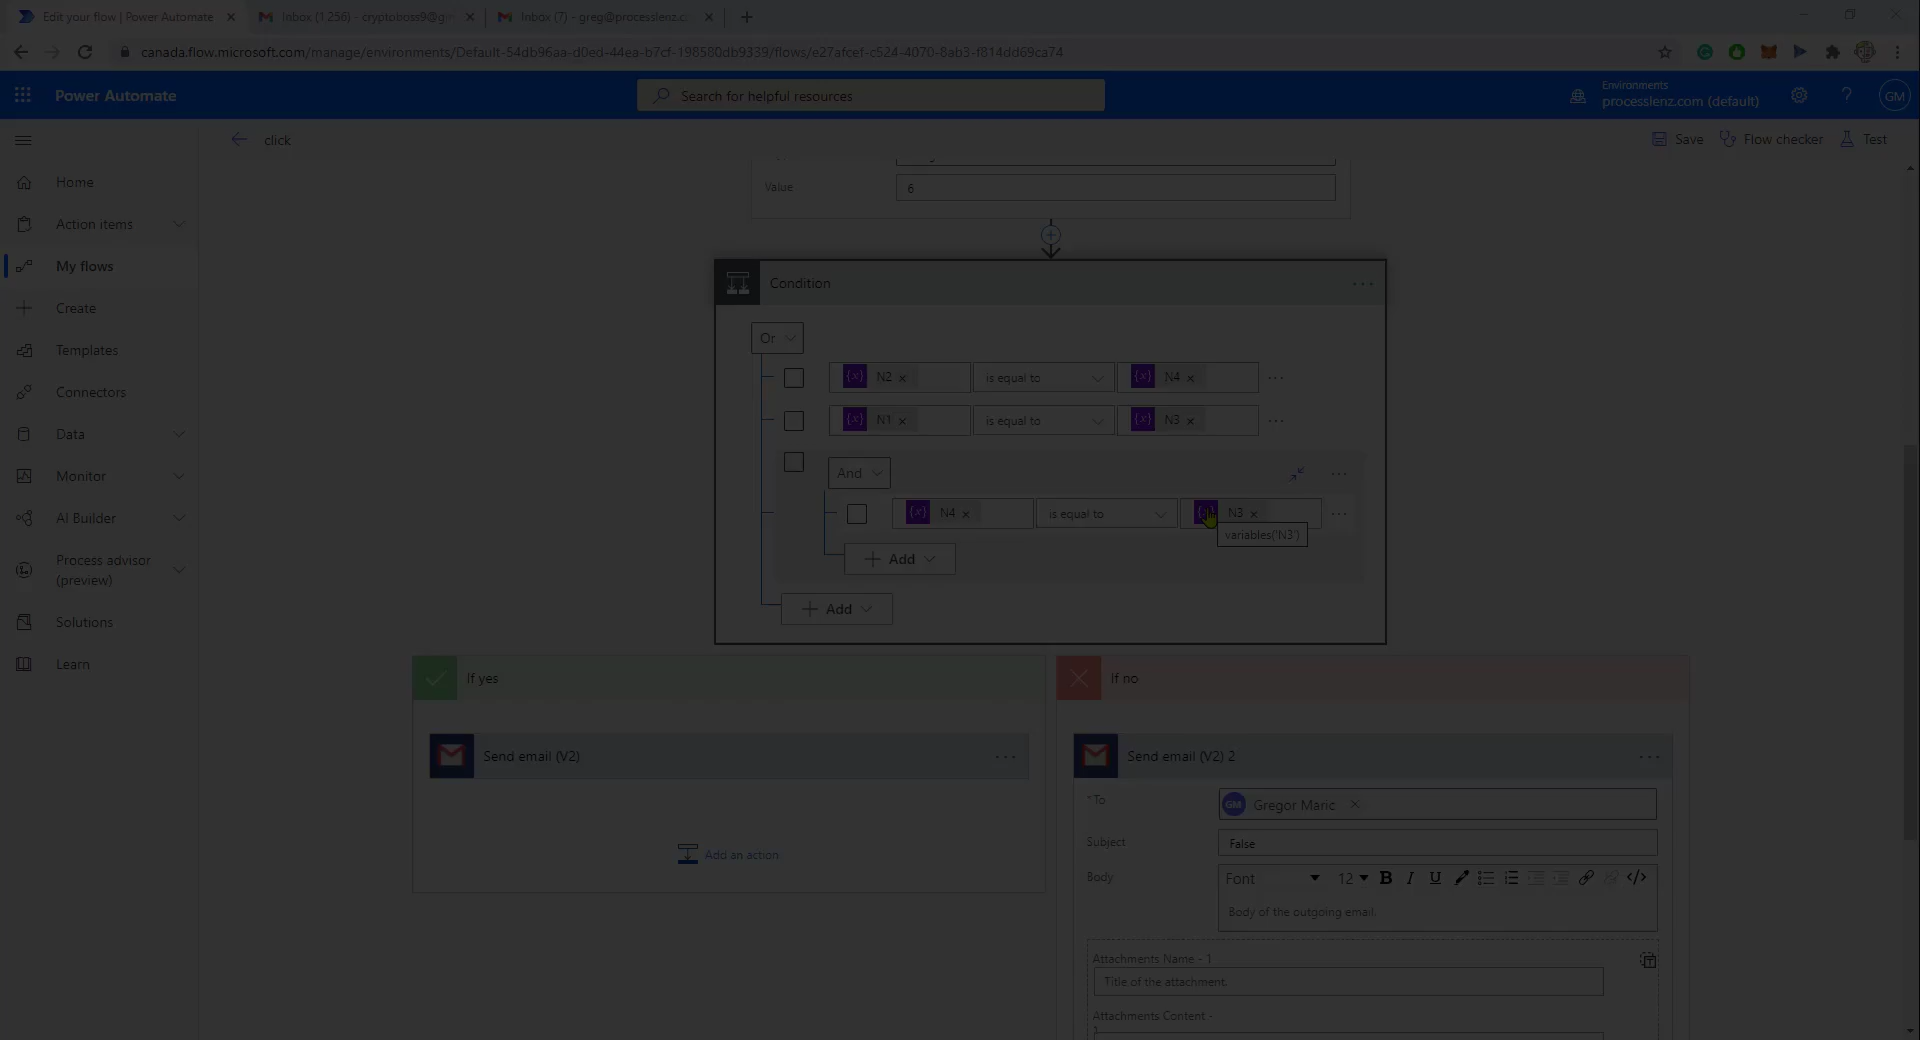 Edit your flow | Power Automate
Inbox (1,256) - cryptoboss9@gm
Inbox (7) - greg@processlenz.c
canada.flow.microsoft.com/manage/environments/Default-54db96aa-d0ed-44ea-b7cf-198580db9339/flows/e27afcef-c524-4070-8ab3-f814dd69ca74
Power Automate
Search for helpful resources
Environments
processlenz.com (default)
?
GM
click
Save
Flow checker
Test
Home
Action items
My flows
Create
Templates
Connectors
Data
Monitor
AI Builder
Process advisor
(preview)
Solutions
Learn
Value
6
Condition
Or
{x} N2 is equal to {x} N4
{x} N1 is equal to {x} N3
And
{x} N4 is equal to N3
variables('N3')
Add
Add
If yes
Send email (V2)
Add an action
If no
Send email (V2) 2
*To
GM Gregor Maric
Subject
False
Body
Font 12 B I U </>
Body of the outgoing email.
Attachments Name - 1
Title of the attachment.
Attachments Content -